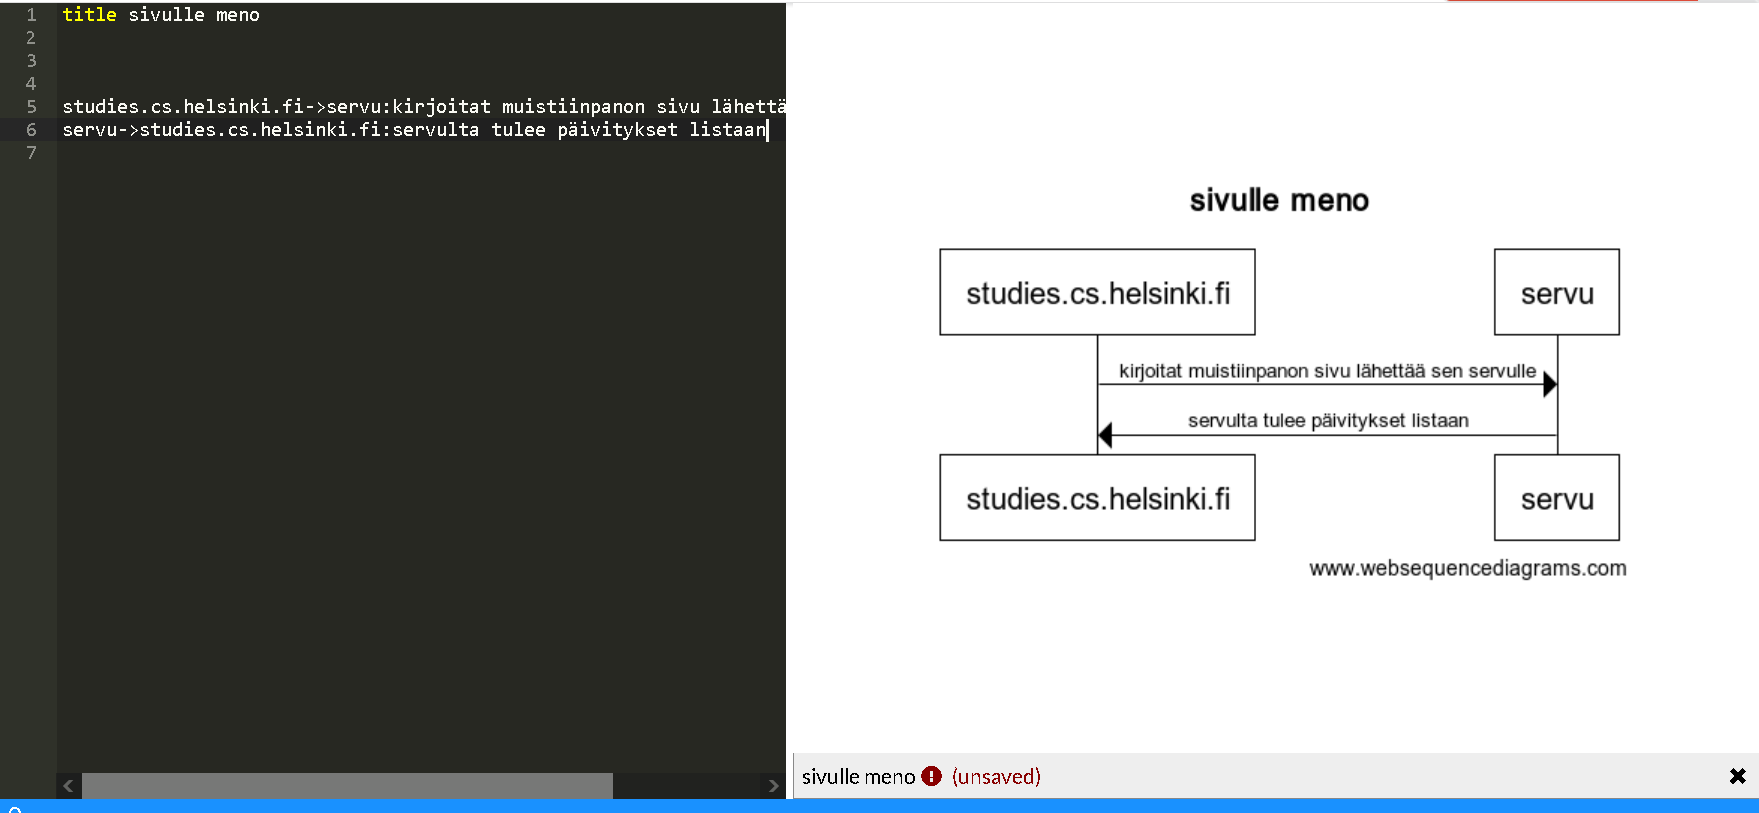 1 title sivulle meno
2
3
4
5 studies.cs.helsinki.fi->servu:kirjoitat muistiinpanon sivu lähettä
6 servu->studies.cs.helsinki.fi:servulta tulee päivitykset listaan
7
sivulle meno
studies.cs.helsinki.fi servu
kirjoitat muistiinpanon sivu lähettää sen servulle
servulta tulee päivitykset listaan
studies.cs.helsinki.fi servu
www.websequencediagrams.com
sivulle meno (unsaved)